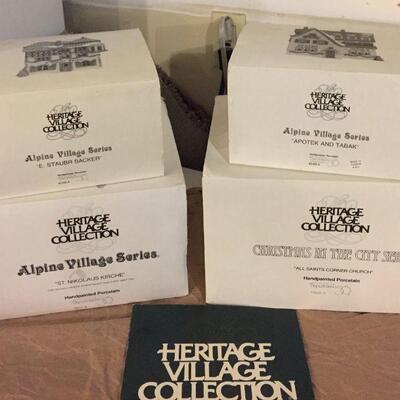 HERITAGE
VILLAGE
COLLECTION
Alpine Village Series
"E. STAUBR BACKER"
HERITAGE
VILLAGE
COLLECTION
Alpine Village Series
"APOTEK AND TABAK"
HERITAGE
VILLAGE
COLLECTION
Alpine Village Series
"ST. NIKOLAUS KIRCHE"
Handpainted Porcelain
HERITAGE
VILLAGE
COLLECTION
CHRISTMAS IN THE CITY SERI
"ALL SAINTS CORNER CHURCH"
Handpainted Porcelain
HERITAGE
VILLAGE
COLLECTION